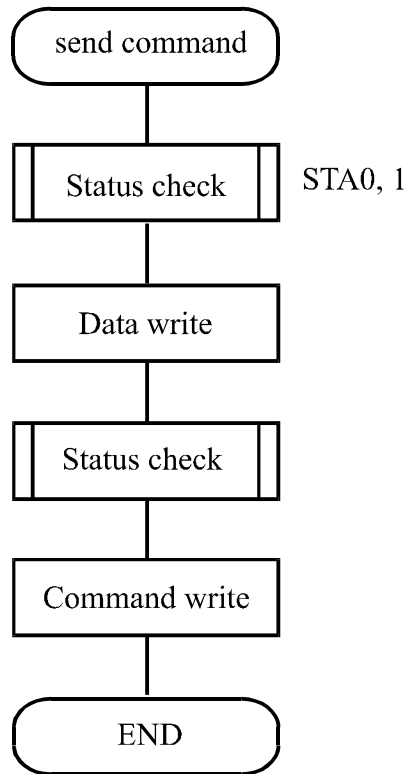 send command
Status check
STA0, 1
Data write
Status check
Command write
END